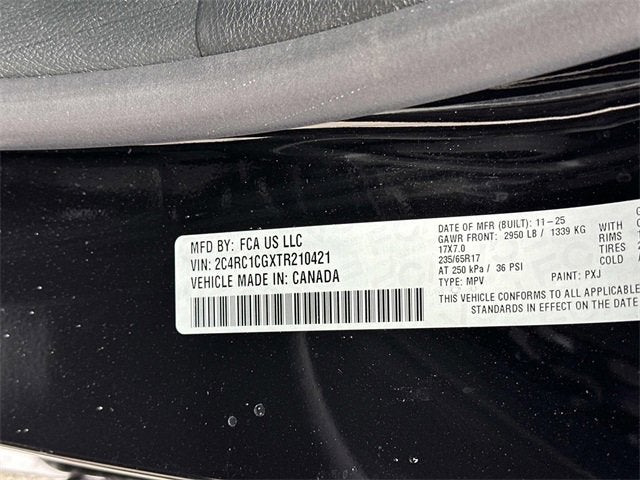 MFD BY: FCA US LLC
VIN: 2C4RC1CGXTR210421
VEHICLE MADE IN: CANADA
DATE OF MFR (BUILT): 11-25
GAWR FRONT: 2950 LB / 1339 KG WITH
17X7.0 RIMS
235/65R17 TIRES
AT 250 kPa / 36 PSI COLD
TYPE: MPV PAINT: PXJ
THIS VEHICLE CONFORMS TO ALL APPLICABLE
STANDARDS IN EFFECT ON THE DATE